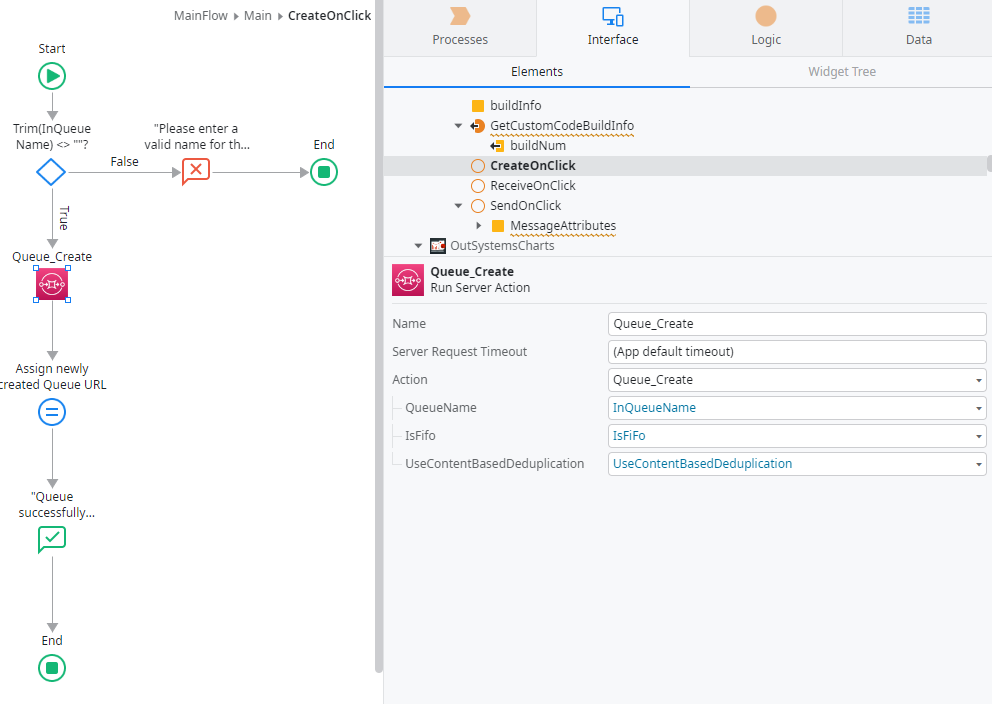 MainFlow ▸ Main ▸ CreateOnClick
Start
Trim(InQueue
Name) <> ""?
"Please enter a
valid name for th...
End
False
True
Queue_Create
Assign newly
created Queue URL
"Queue
successfully...
End
Processes
Interface
Logic
Data
Elements
Widget Tree
buildInfo
GetCustomCodeBuildInfo
buildNum
CreateOnClick
ReceiveOnClick
SendOnClick
MessageAttributes
OutSystemsCharts
Queue_Create
Run Server Action
Name
Queue_Create
Server Request Timeout
(App default timeout)
Action
Queue_Create
QueueName
InQueueName
IsFifo
IsFiFo
UseContentBasedDeduplication
UseContentBasedDeduplication